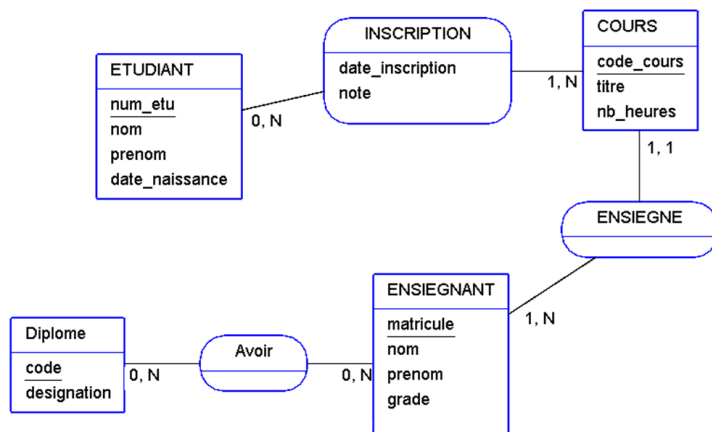 ETUDIANT
num_etu
nom
prenom
date_naissance
0, N
INSCRIPTION
date_inscription
note
1, N
COURS
code_cours
titre
nb_heures
1, 1
ENSIEGNE
1, N
ENSIEGNANT
matricule
nom
prenom
grade
0, N
Avoir
0, N
Diplome
code
designation